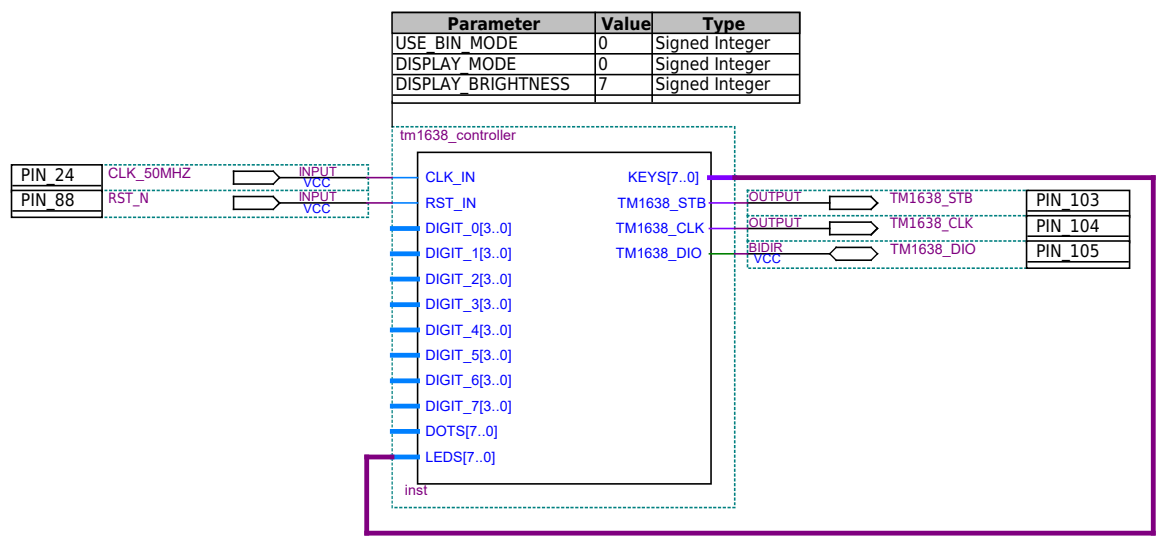 Parameter Value Type
USE_BIN_MODE 0 Signed Integer
DISPLAY_MODE 0 Signed Integer
DISPLAY_BRIGHTNESS 7 Signed Integer
tm1638_controller
PIN_24 CLK_50MHZ INPUT VCC
PIN_88 RST_N INPUT VCC
CLK_IN
RST_IN
DIGIT_0[3..0]
DIGIT_1[3..0]
DIGIT_2[3..0]
DIGIT_3[3..0]
DIGIT_4[3..0]
DIGIT_5[3..0]
DIGIT_6[3..0]
DIGIT_7[3..0]
DOTS[7..0]
LEDS[7..0]
KEYS[7..0]
TM1638_STB
TM1638_CLK
TM1638_DIO
OUTPUT TM1638_STB PIN_103
OUTPUT TM1638_CLK PIN_104
BIDIR VCC TM1638_DIO PIN_105
inst